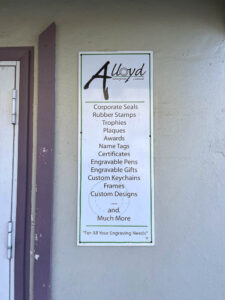 Alloyd
Corporate Seals
Rubber Stamps
Trophies
Plaques
Awards
Name Tags
Certificates
Engravable Pens
Engravable Gifts
Custom Keychains
Frames
Custom Designs
....
and,
Much More
"For All Your Engraving Needs"